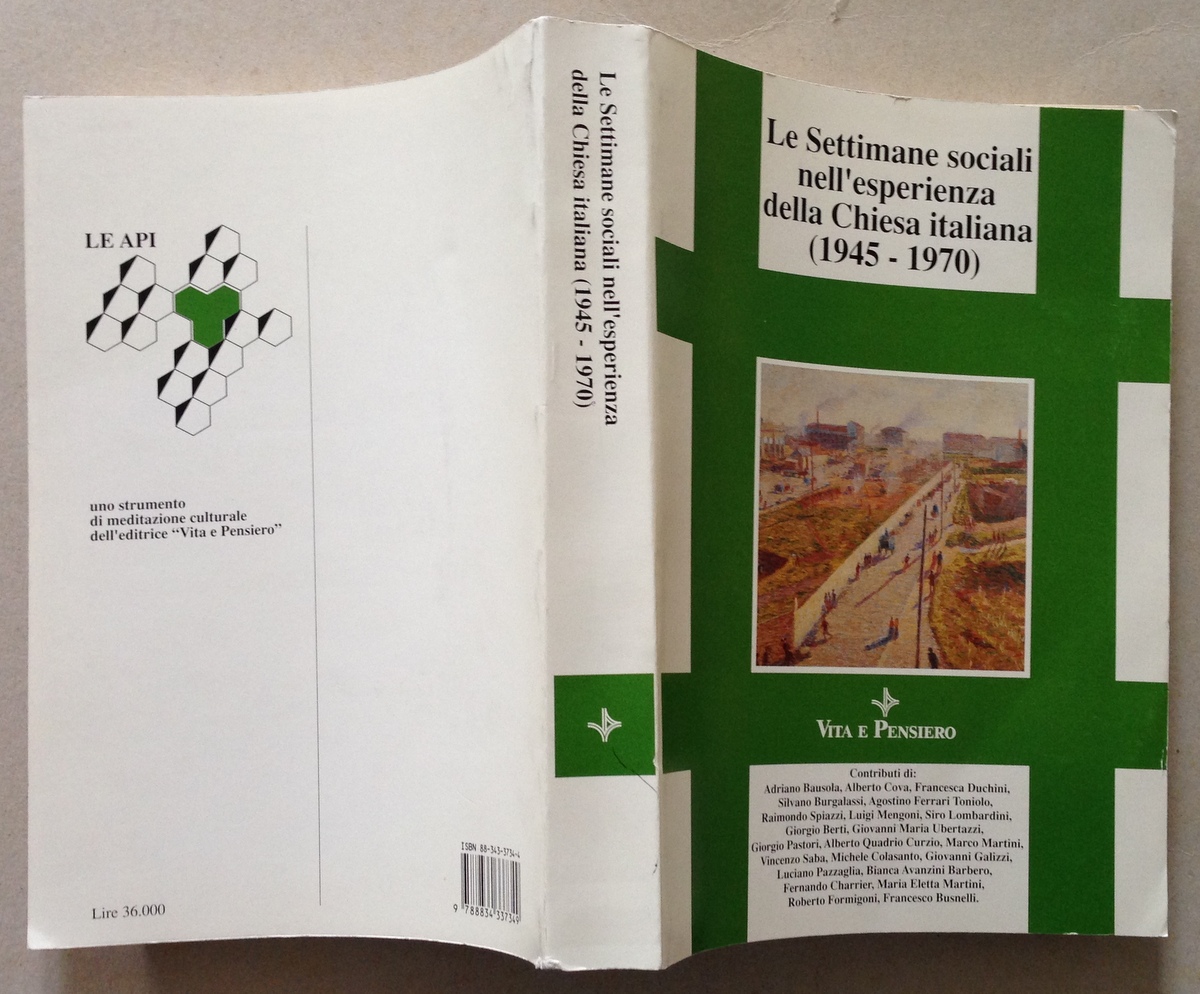 LE API
uno strumento
di meditazione culturale
dell'editrice “Vita e Pensiero”
Lire 36.000
ISBN 88-343-3734-4
9 788834 337349
Le Settimane sociali nell'esperienza
della Chiesa italiana (1945 - 1970)
Le Settimane sociali
nell'esperienza
della Chiesa italiana
(1945 - 1970)
VITA E PENSIERO
Contributi di:
Adriano Bausola, Alberto Cova, Francesca Duchini,
Silvano Burgalassi, Agostino Ferrari Toniolo,
Raimondo Spiazzi, Luigi Mengoni, Siro Lombardini,
Giorgio Berti, Giovanni Maria Ubertazzi,
Giorgio Pastori, Alberto Quadrio Curzio, Marco Martini,
Vincenzo Saba, Michele Colasanto, Giovanni Galizzi,
Luciano Pazzaglia, Bianca Avanzini Barbero,
Fernando Charrier, Maria Eletta Martini,
Roberto Formigoni, Francesco Busnelli.